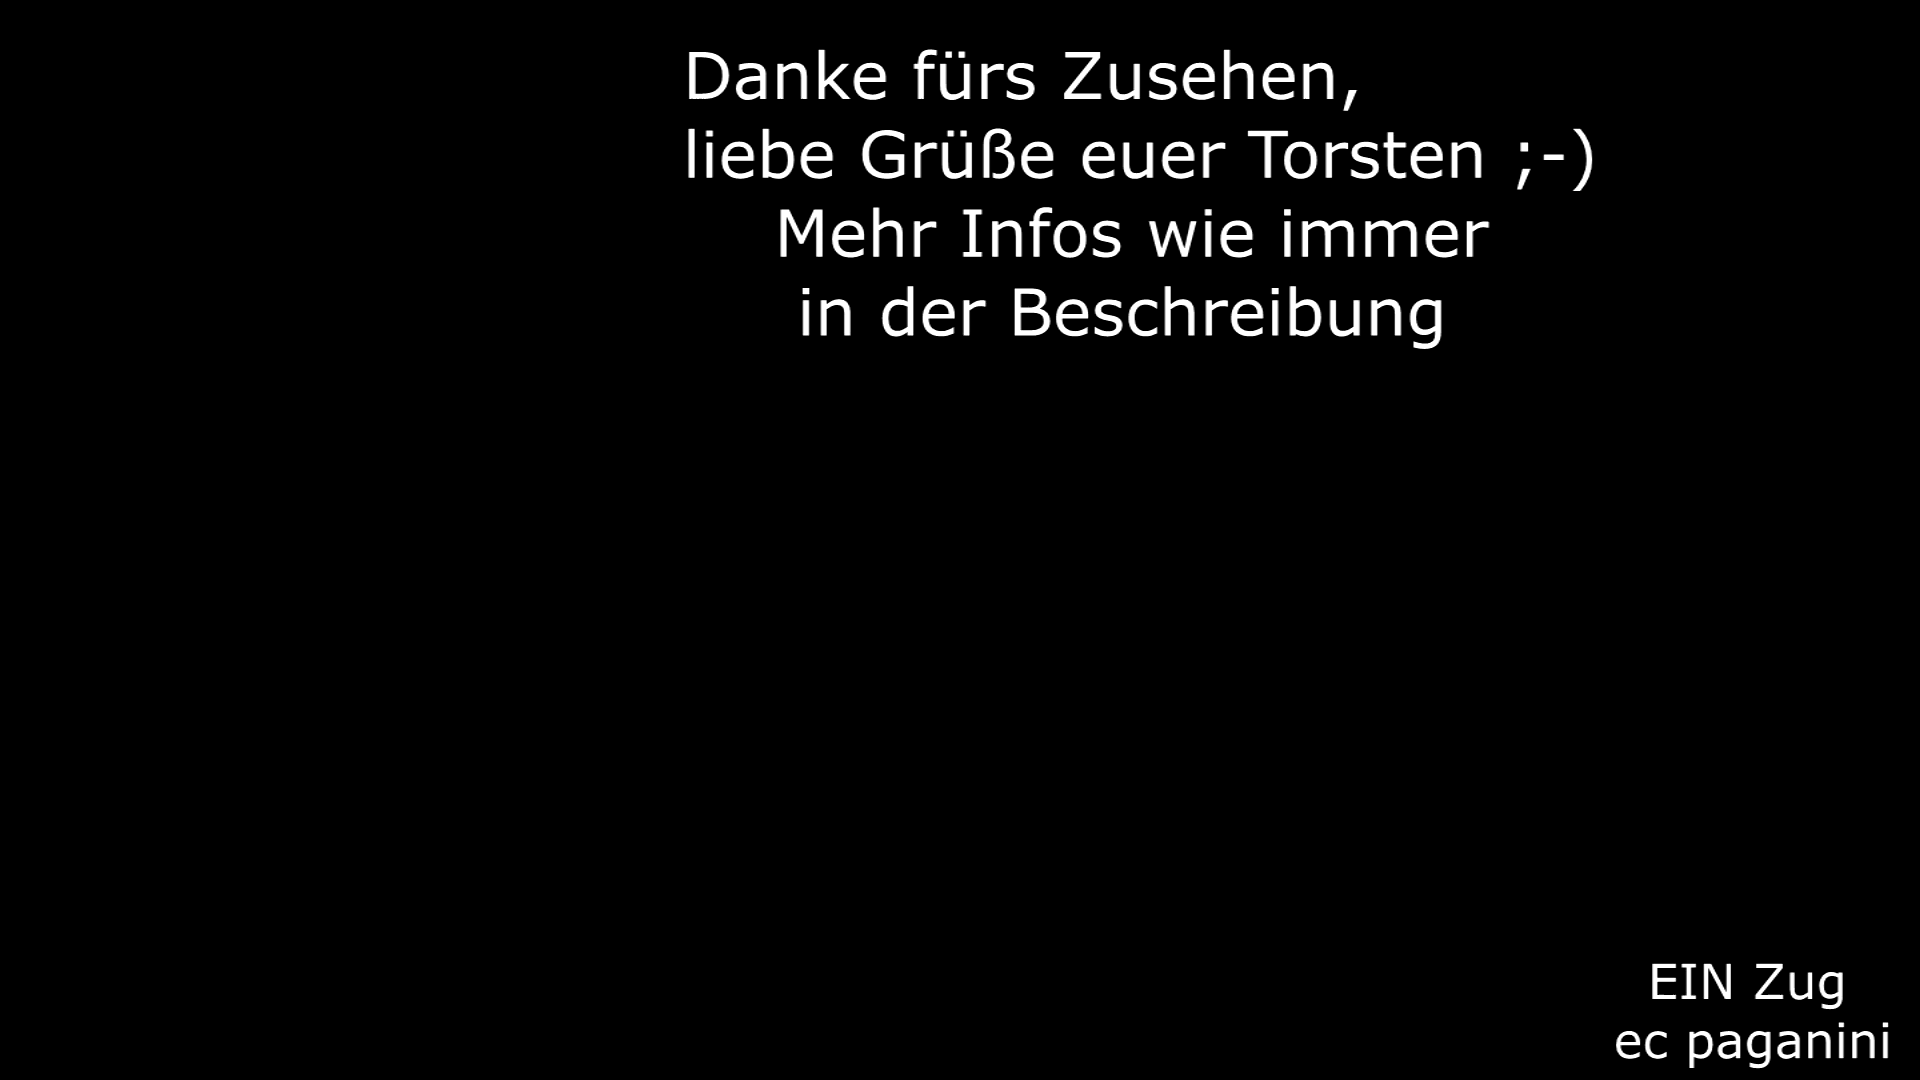 Danke fürs Zusehen,
liebe Grüße euer Torsten ;-)
Mehr Infos wie immer
in der Beschreibung
EIN Zug
ec paganini